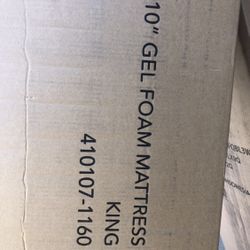 10" GEL FOAM MATTRESS
KING
410107-1160